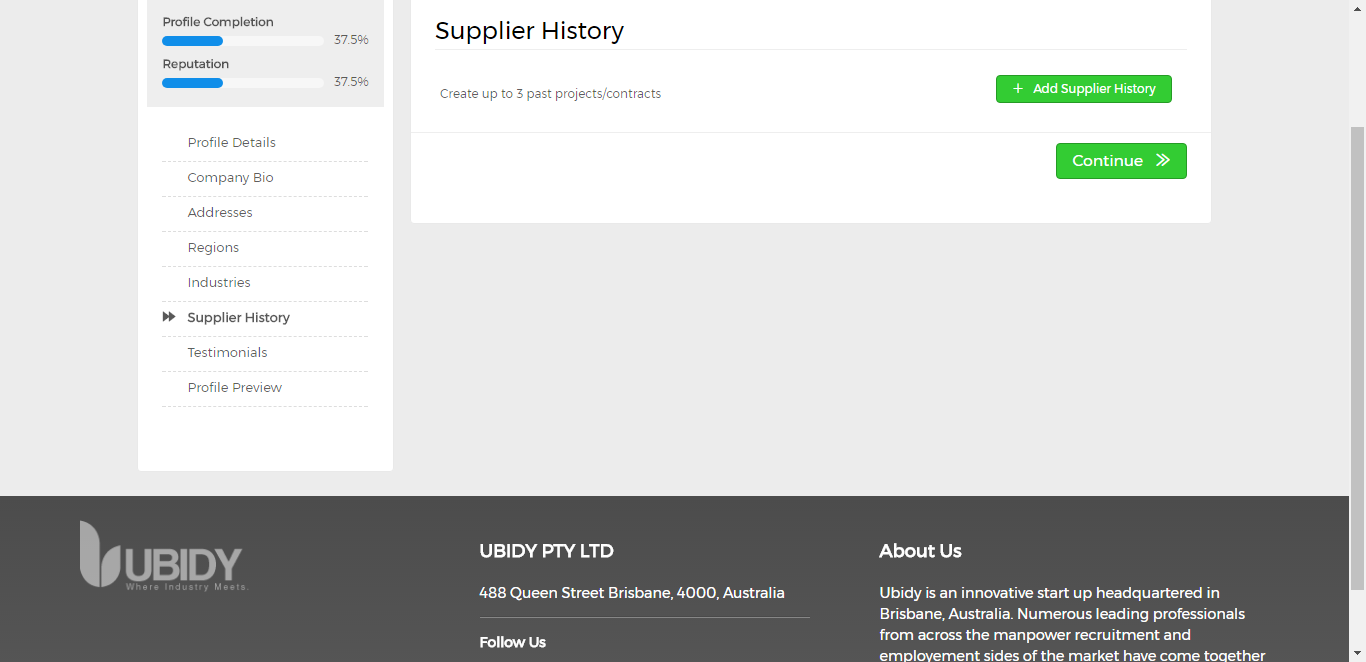 Profile Completion
37.5%
Reputation
37.5%
Profile Details
Company Bio
Addresses
Regions
Industries
Supplier History
Testimonials
Profile Preview
Supplier History
Create up to 3 past projects/contracts
+ Add Supplier History
Continue
UBIDY
Where Industry Meets.
UBIDY PTY LTD
488 Queen Street Brisbane, 4000, Australia
Follow Us
About Us
Ubidy is an innovative start up headquartered in
Brisbane, Australia. Numerous leading professionals
from across the manpower recruitment and
employement sides of the market have come together